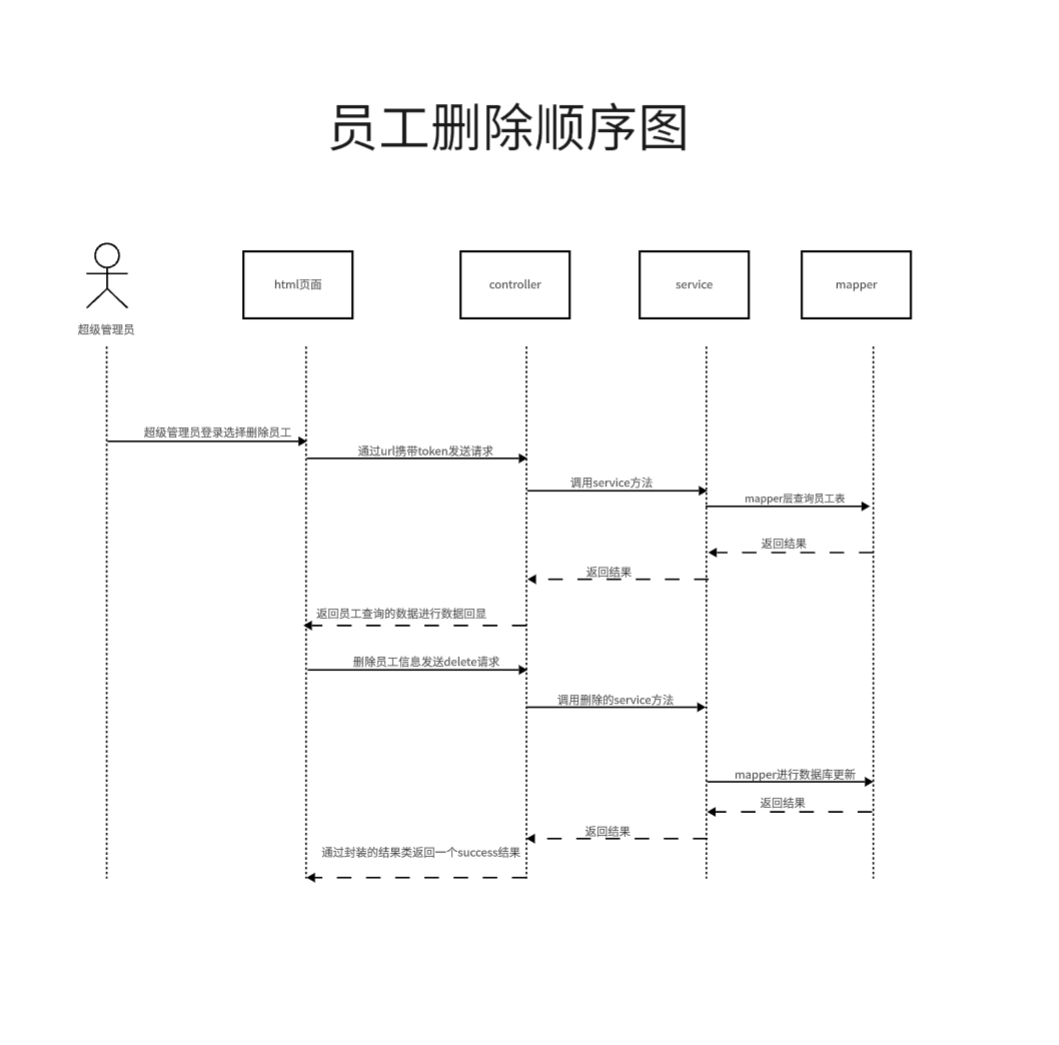 员工删除顺序图
超级管理员
html页面
controller
service
mapper
超级管理员登录选择删除员工
通过url携带token发送请求
调用service方法
mapper层查询员工表
返回结果
返回结果
返回员工查询的数据进行数据回显
删除员工信息发送delete请求
调用删除的service方法
mapper进行数据库更新
返回结果
返回结果
通过封装的结果类返回一个success结果